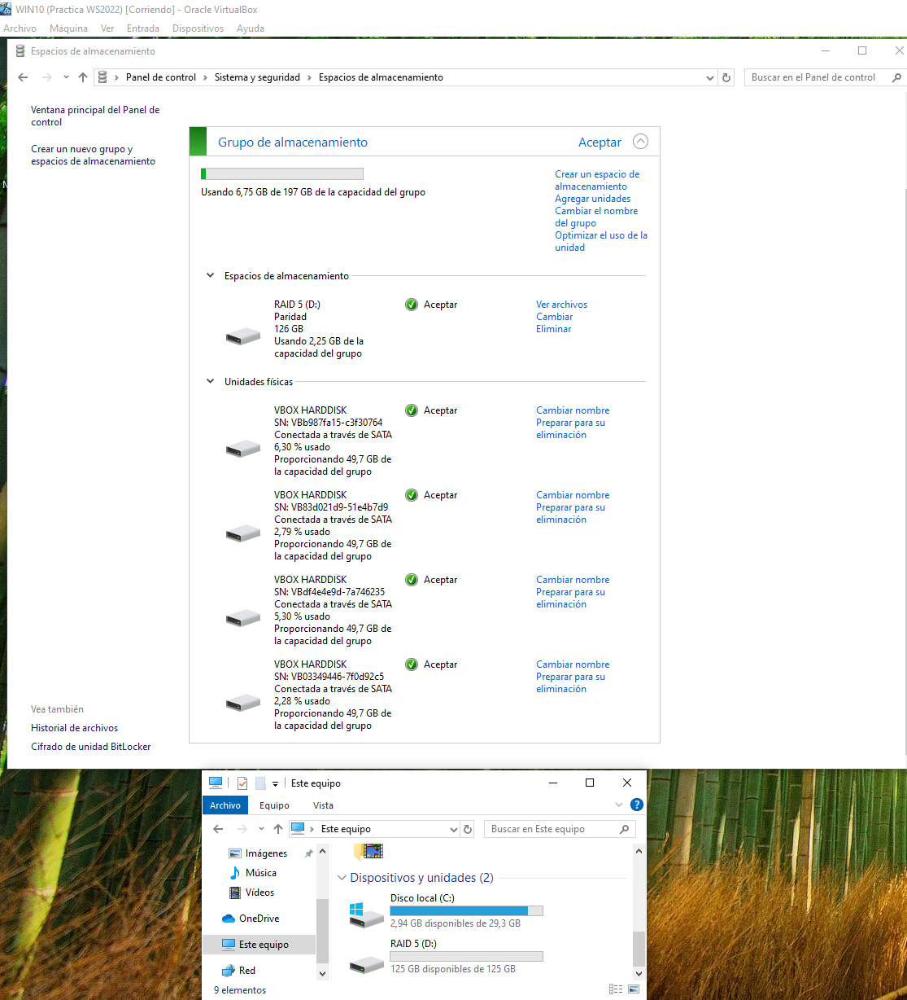 WIN10 (Practica WS2022) [Corriendo] - Oracle VirtualBox
Archivo Máquina Ver Entrada Dispositivos Ayuda
Espacios de almacenamiento
Panel de control > Sistema y seguridad > Espacios de almacenamiento
Buscar en el Panel de control
Ventana principal del Panel de
control
Crear un nuevo grupo y
espacios de almacenamiento
Grupo de almacenamiento
Aceptar
Usando 6,75 GB de 197 GB de la capacidad del grupo
Crear un espacio de
almacenamiento
Agregar unidades
Cambiar el nombre
del grupo
Optimizar el uso de la
unidad
Espacios de almacenamiento
RAID 5 (D:)
Paridad
126 GB
Usando 2,25 GB de la
capacidad del grupo
Aceptar
Ver archivos
Cambiar
Eliminar
Unidades físicas
VBOX HARDDISK
SN: VBb987fa15-c3f30764
Conectada a través de SATA
6,30 % usado
Proporcionando 49,7 GB de
la capacidad del grupo
Aceptar
Cambiar nombre
Preparar para su
eliminación
VBOX HARDDISK
SN: VB83d021d9-51e4b7d9
Conectada a través de SATA
2,79 % usado
Proporcionando 49,7 GB de
la capacidad del grupo
Aceptar
Cambiar nombre
Preparar para su
eliminación
VBOX HARDDISK
SN: VBdf4e4e9d-7a746235
Conectada a través de SATA
5,30 % usado
Proporcionando 49,7 GB de
la capacidad del grupo
Aceptar
Cambiar nombre
Preparar para su
eliminación
VBOX HARDDISK
SN: VB03349446-7f0d92c5
Conectada a través de SATA
2,28 % usado
Proporcionando 49,7 GB de
la capacidad del grupo
Aceptar
Cambiar nombre
Preparar para su
eliminación
Vea también
Historial de archivos
Cifrado de unidad BitLocker
Este equipo
Archivo Equipo Vista
Este equipo
Buscar en Este equipo
Imágenes
Música
Vídeos
OneDrive
Este equipo
Red
Dispositivos y unidades (2)
Disco local (C:)
2,94 GB disponibles de 29,3 GB
RAID 5 (D:)
125 GB disponibles de 125 GB
9 elementos